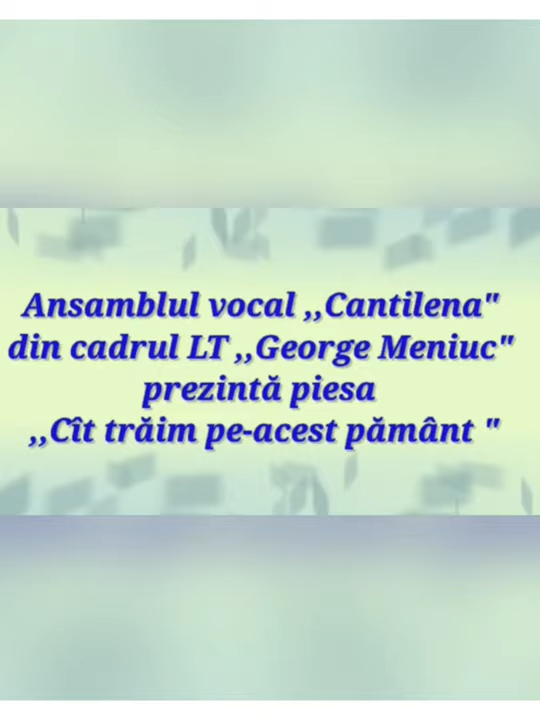 Ansamblul vocal ,,Cantilena"
din cadrul LT ,,George Meniuc"
prezintă piesa
,,Cît trăim pe-acest pământ "